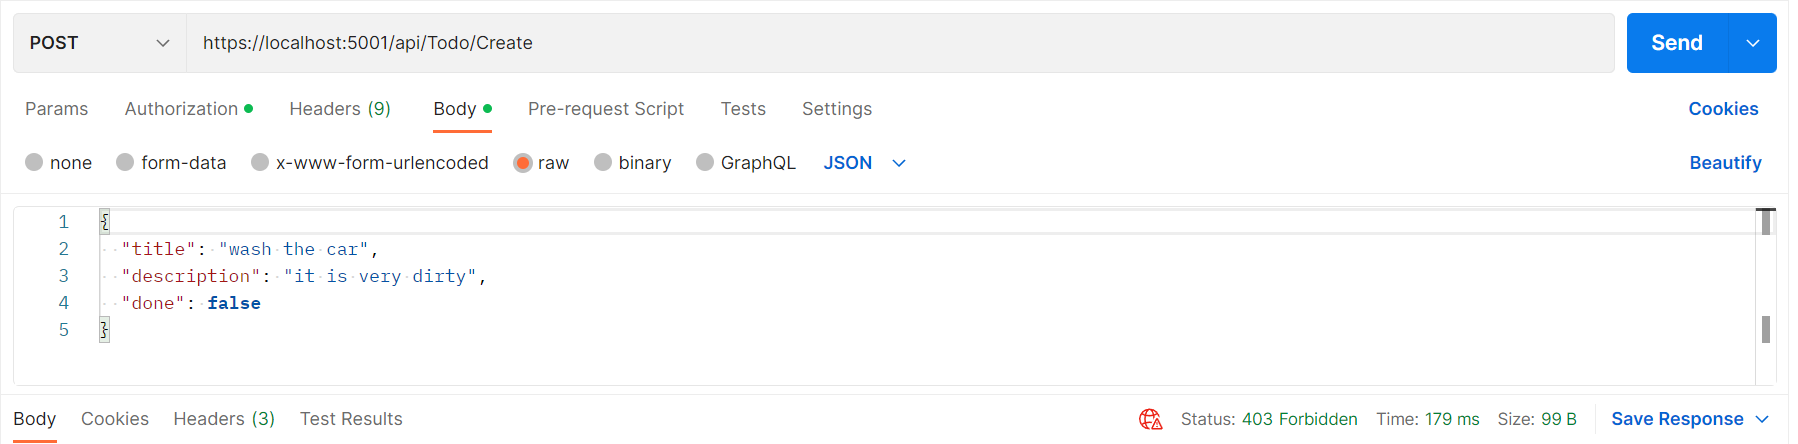 POST https://localhost:5001/api/Todo/Create Send
Params Authorization Headers (9) Body Pre-request Script Tests Settings Cookies
none form-data x-www-form-urlencoded raw binary GraphQL JSON Beautify
1 {
2 "title": "wash the car",
3 "description": "it is very dirty",
4 "done": false
5 }
Body Cookies Headers (3) Test Results Status: 403 Forbidden Time: 179 ms Size: 99 B Save Response